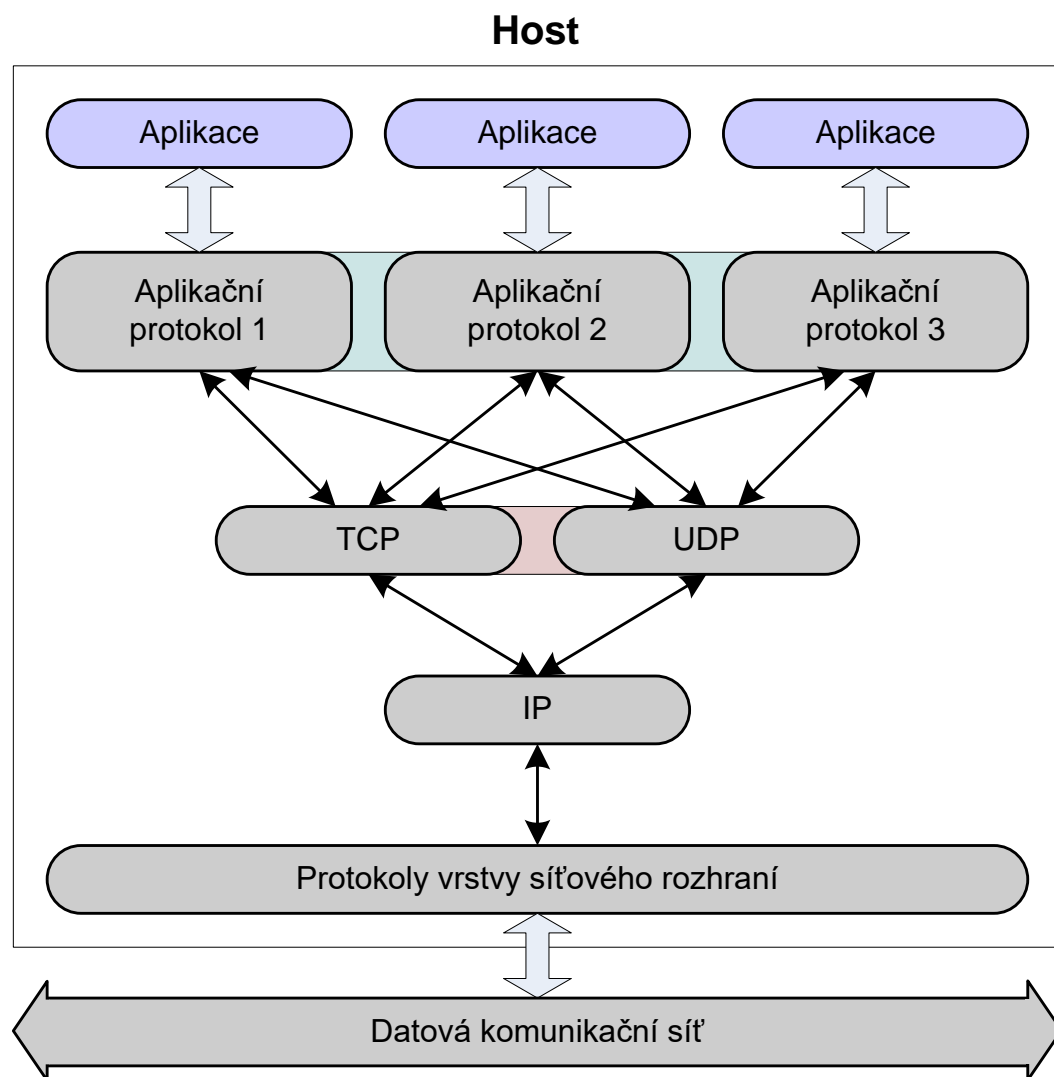 Host
Aplikace
Aplikace
Aplikace
Aplikační
protokol 1
Aplikační
protokol 2
Aplikační
protokol 3
TCP
UDP
IP
Protokoly vrstvy síťového rozhraní
Datová komunikační síť